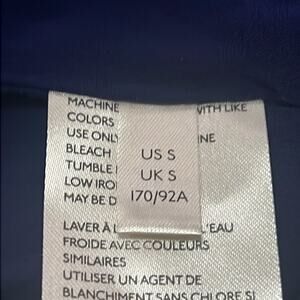 MACHINE WITH LIKE
COLORS
USE ONLY
BLEACH
TUMBLE
LOW IRO
MAY BE D
US S
UK S
170/92A
LAVER À L'EAU
FROIDE AVEC COULEURS
SIMILAIRES
UTILISER UN AGENT DE
BLANCHIMENT SANS CHLORE SI